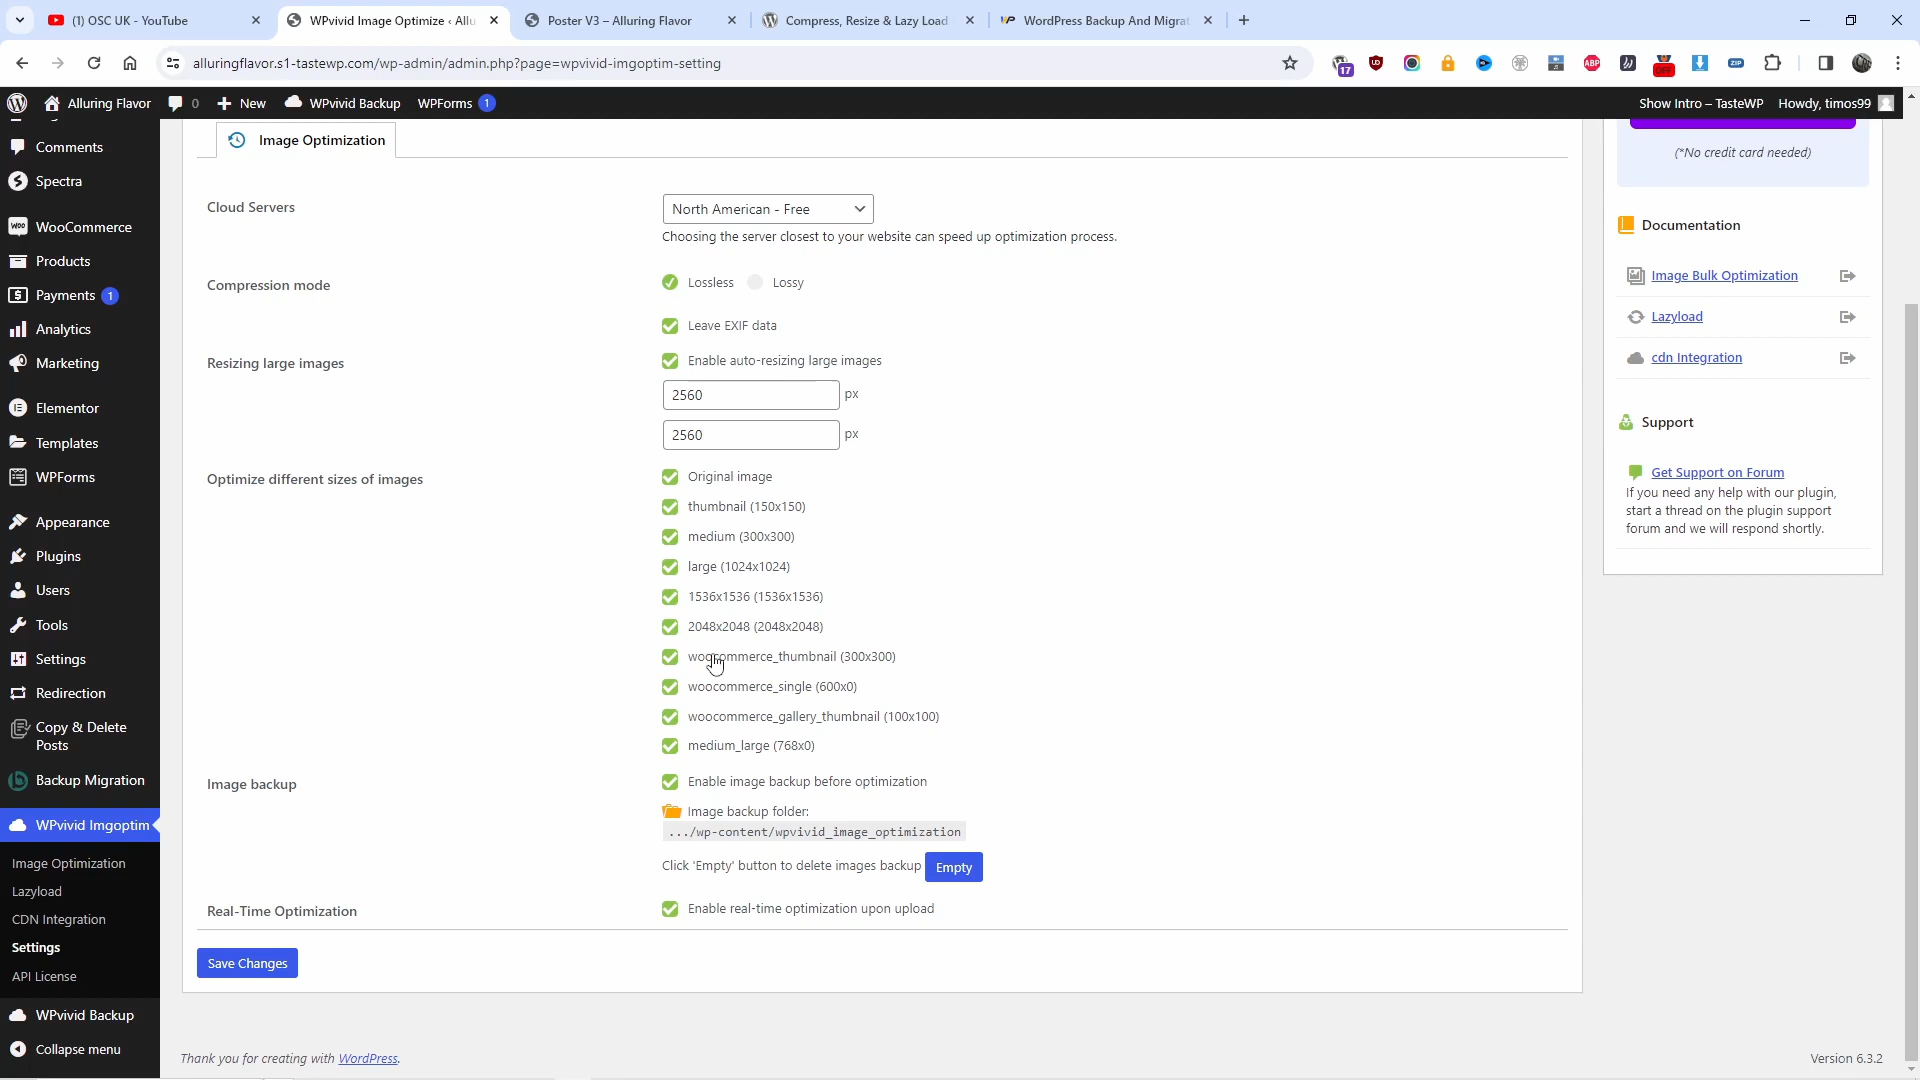 (1) OSC UK - YouTube
WPvivid Image Optimize ‹ Allu
Poster V3 – Alluring Flavor
Compress, Resize & Lazy Load
WordPress Backup And Migrat
alluringflavor.s1-tastewp.com/wp-admin/admin.php?page=wpvivid-imgoptim-setting
17
ABP
OFF
ZIP
Alluring Flavor
0
New
WPvivid Backup
WPForms 1
Show Intro – TasteWP
Howdy, timos99
Comments
Spectra
WooCommerce
Products
Payments 1
Analytics
Marketing
Elementor
Templates
WPForms
Appearance
Plugins
Users
Tools
Settings
Redirection
Copy & Delete
Posts
Backup Migration
WPvivid Imgoptim
Image Optimization
Lazyload
CDN Integration
Settings
API License
WPvivid Backup
Collapse menu
Image Optimization
Cloud Servers
North American - Free
Choosing the server closest to your website can speed up optimization process.
Compression mode
Lossless
Lossy
Leave EXIF data
Resizing large images
Enable auto-resizing large images
2560 px
2560 px
Optimize different sizes of images
Original image
thumbnail (150x150)
medium (300x300)
large (1024x1024)
1536x1536 (1536x1536)
2048x2048 (2048x2048)
woocommerce_thumbnail (300x300)
woocommerce_single (600x0)
woocommerce_gallery_thumbnail (100x100)
medium_large (768x0)
Image backup
Enable image backup before optimization
Image backup folder:
.../wp-content/wpvivid_image_optimization
Click 'Empty' button to delete images backup Empty
Real-Time Optimization
Enable real-time optimization upon upload
Save Changes
(*No credit card needed)
Documentation
Image Bulk Optimization
Lazyload
cdn Integration
Support
Get Support on Forum
If you need any help with our plugin,
start a thread on the plugin support
forum and we will respond shortly.
Thank you for creating with WordPress.
Version 6.3.2